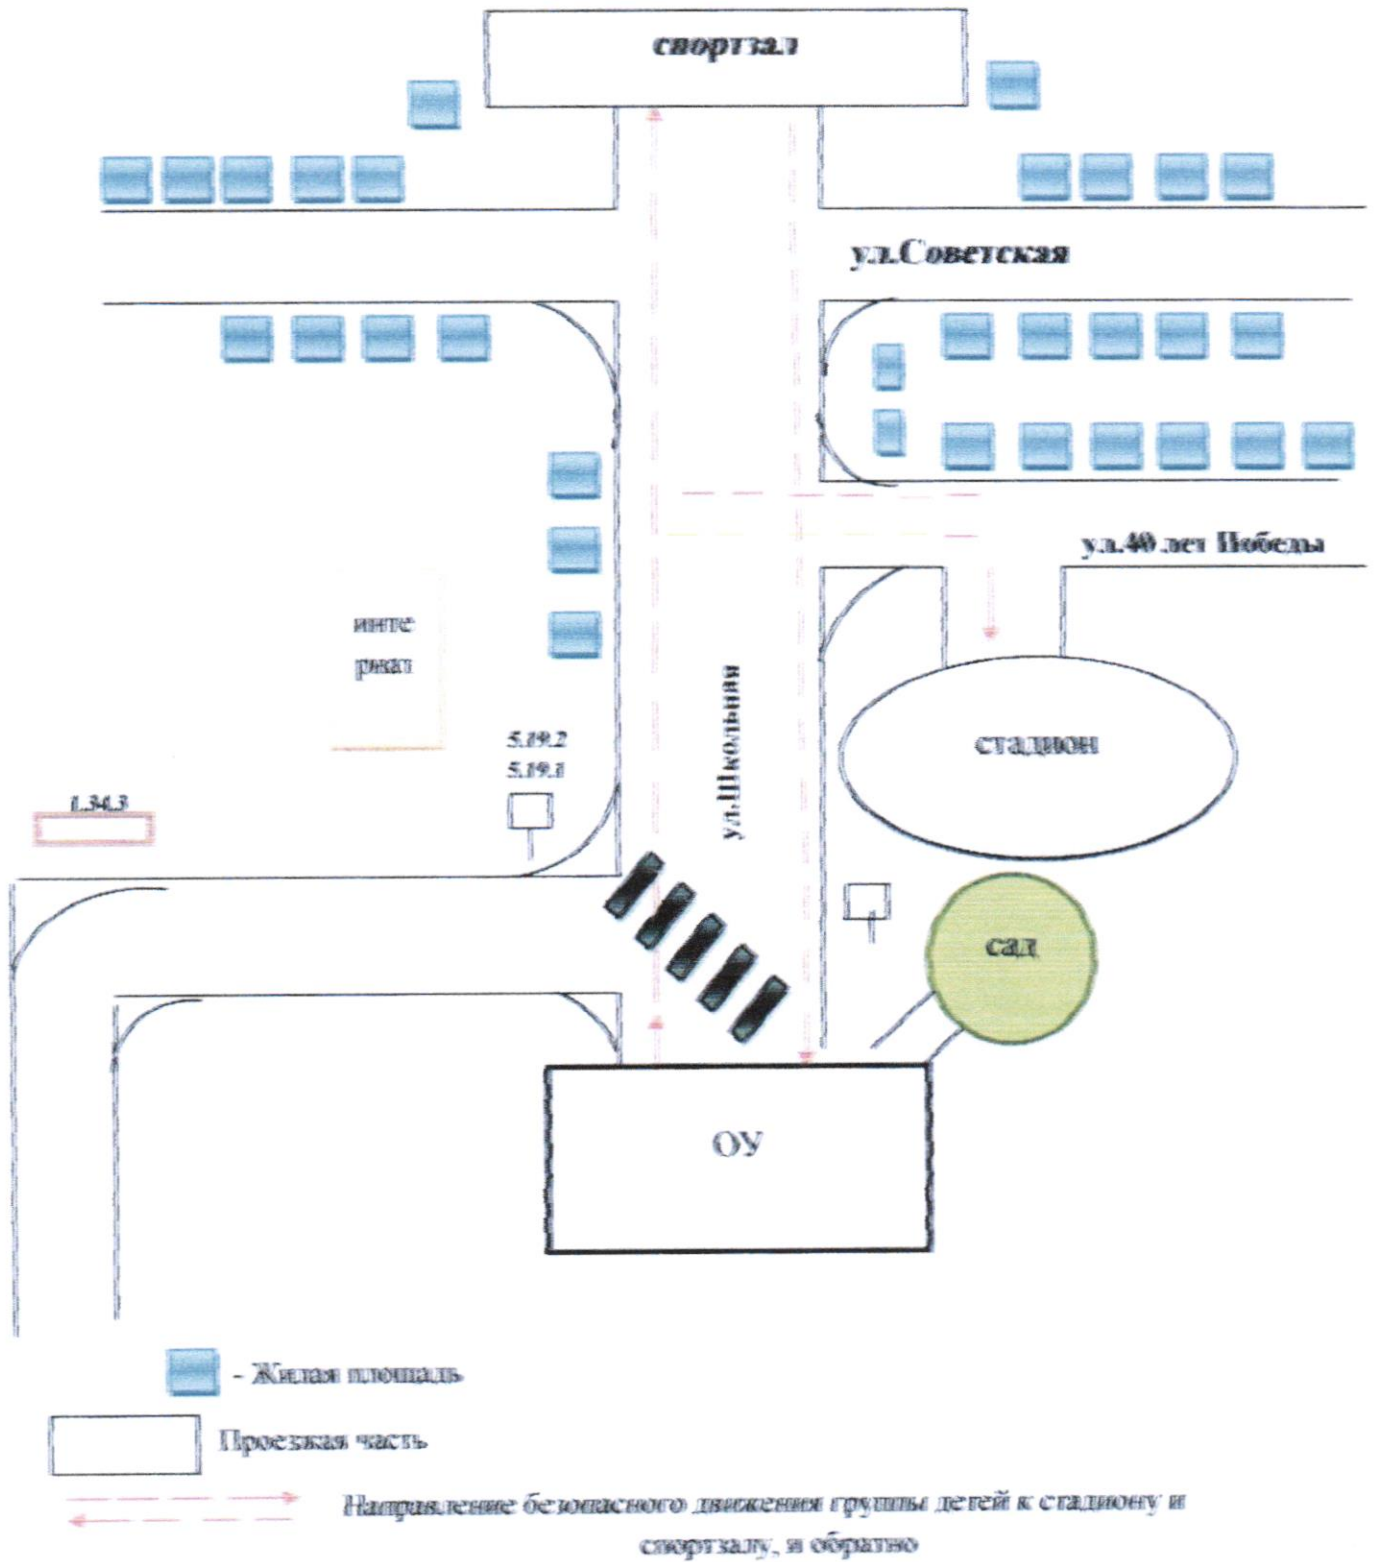 спортзал
ул.Советская
ул.40 лет Победы
инте
рнат
ул.Школьная
стадион
5.19.2
5.19.1
1.34.3
сад
ОУ
- Жилая площадь
Проезжая часть
Направление безопасного движения группы детей к стадиону и
спортзалу, и обратно